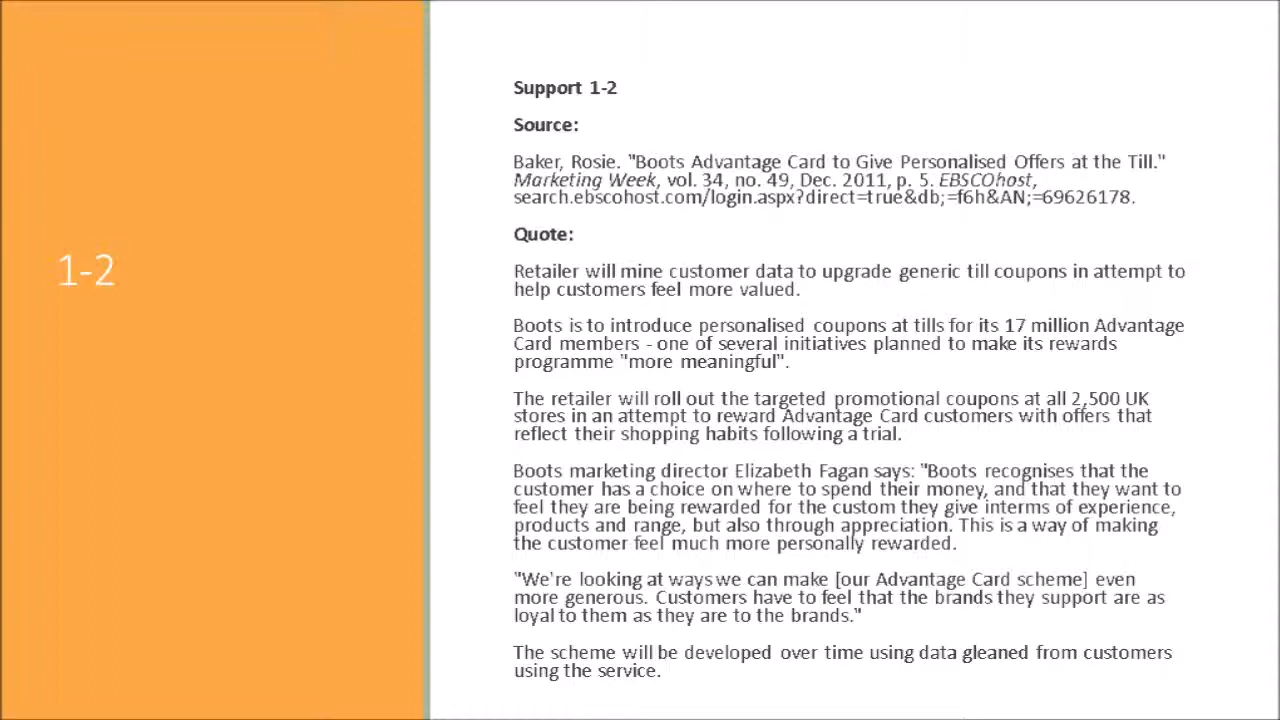 1-2
Support 1-2
Source:
Baker, Rosie. "Boots Advantage Card to Give Personalised Offers at the Till."
Marketing Week, vol. 34, no. 49, Dec. 2011, p. 5. EBSCOhost,
search.ebscohost.com/login.aspx?direct=true&db;=f6h&AN;=69626178.
Quote:
Retailer will mine customer data to upgrade generic till coupons in attempt to
help customers feel more valued.
Boots is to introduce personalised coupons at tills for its 17 million Advantage
Card members - one of several initiatives planned to make its rewards
programme "more meaningful".
The retailer will roll out the targeted promotional coupons at all 2,500 UK
stores in an attempt to reward Advantage Card customers with offers that
reflect their shopping habits following a trial.
Boots marketing director Elizabeth Fagan says: "Boots recognises that the
customer has a choice on where to spend their money, and that they want to
feel they are being rewarded for the custom they give interms of experience,
products and range, but also through appreciation. This is a way of making
the customer feel much more personally rewarded.
"We're looking at ways we can make [our Advantage Card scheme] even
more generous. Customers have to feel that the brands they support are as
loyal to them as they are to the brands."
The scheme will be developed over time using data gleaned from customers
using the service.